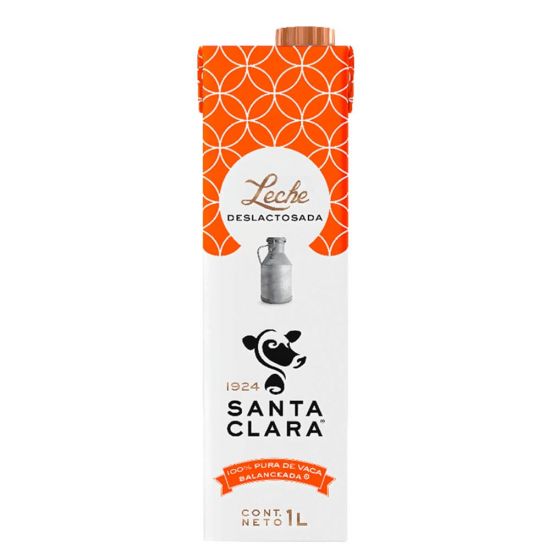 Leche
DESLACTOSADA
1924
SANTA
CLARA
100% PURA DE VACA
BALANCEADA
CONT.
NETO 1L